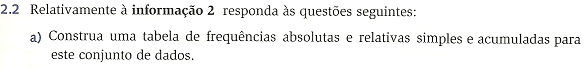 2.2 Relativamente à informação 2 responda às questões seguintes:
a) Construa uma tabela de frequências absolutas e relativas simples e acumuladas para
este conjunto de dados.